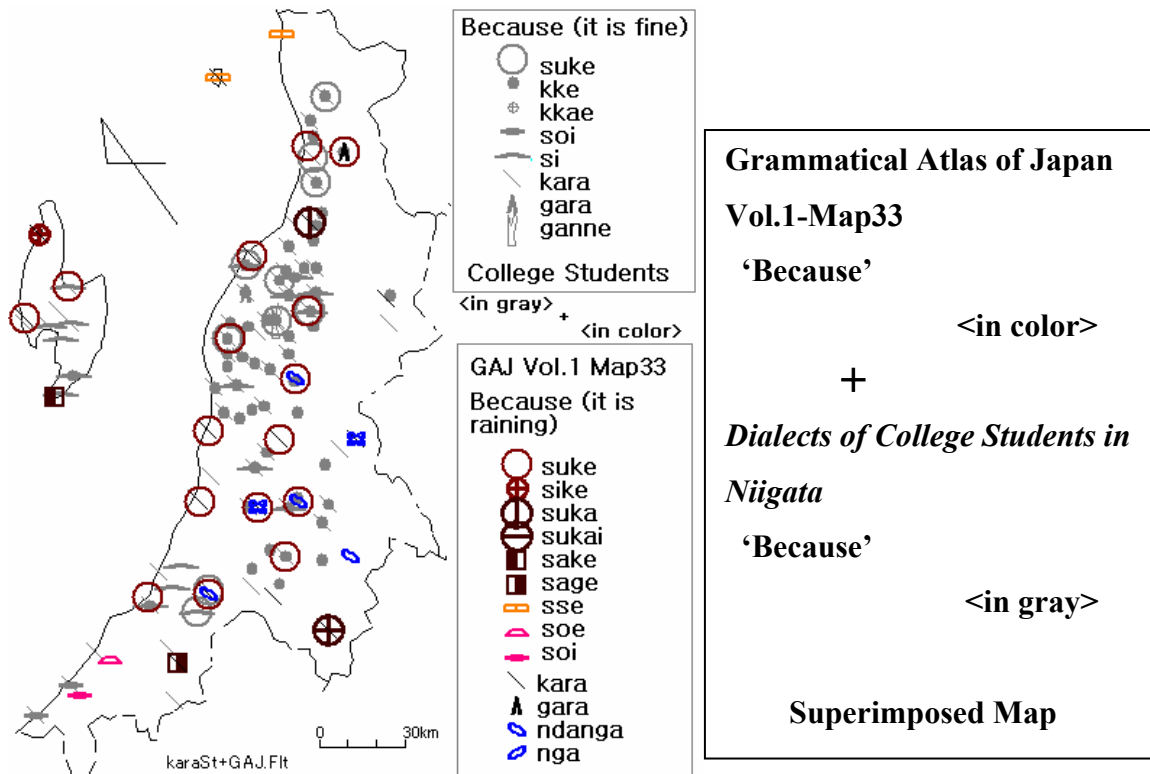 Because (it is fine)
suke
kke
kkae
soi
si
kara
gara
ganne
College Students
<in gray>
+
<in color>
GAJ Vol.1 Map33
Because (it is
raining)
suke
sike
suka
sukai
sake
sage
sse
soe
soi
kara
gara
ndanga
nga
0 30km
karaSt+GAJ.Flt
Grammatical Atlas of Japan
Vol.1-Map33
‘Because’
<in color>
+
Dialects of College Students in
Niigata
‘Because’
<in gray>
Superimposed Map